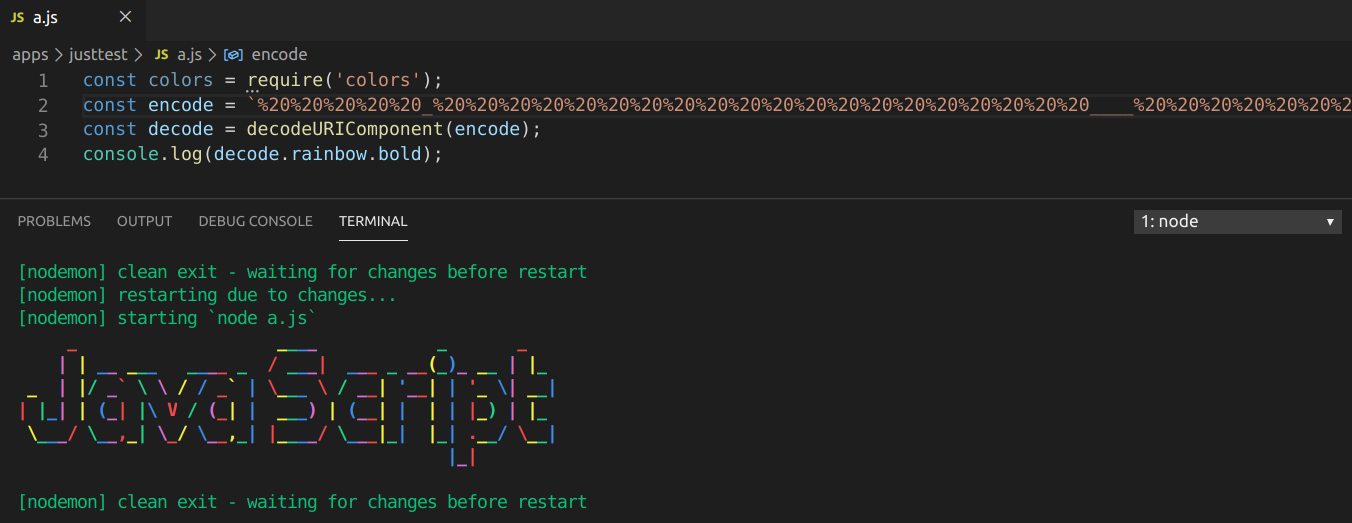 JS a.js ×
apps > justtest > JS a.js > encode
1 const colors = require('colors');
2 const encode = `%20%20%20%20%20_%20%20%20%20%20%20%20%20%20%20%20%20%20%20%20%20%20%20%20%20____%20%20%20%20%20%20%2
3 const decode = decodeURIComponent(encode);
4 console.log(decode.rainbow.bold);
PROBLEMS OUTPUT DEBUG CONSOLE TERMINAL 1: node
[nodemon] clean exit - waiting for changes before restart
[nodemon] restarting due to changes...
[nodemon] starting `node a.js`
JavaScript
[nodemon] clean exit - waiting for changes before restart